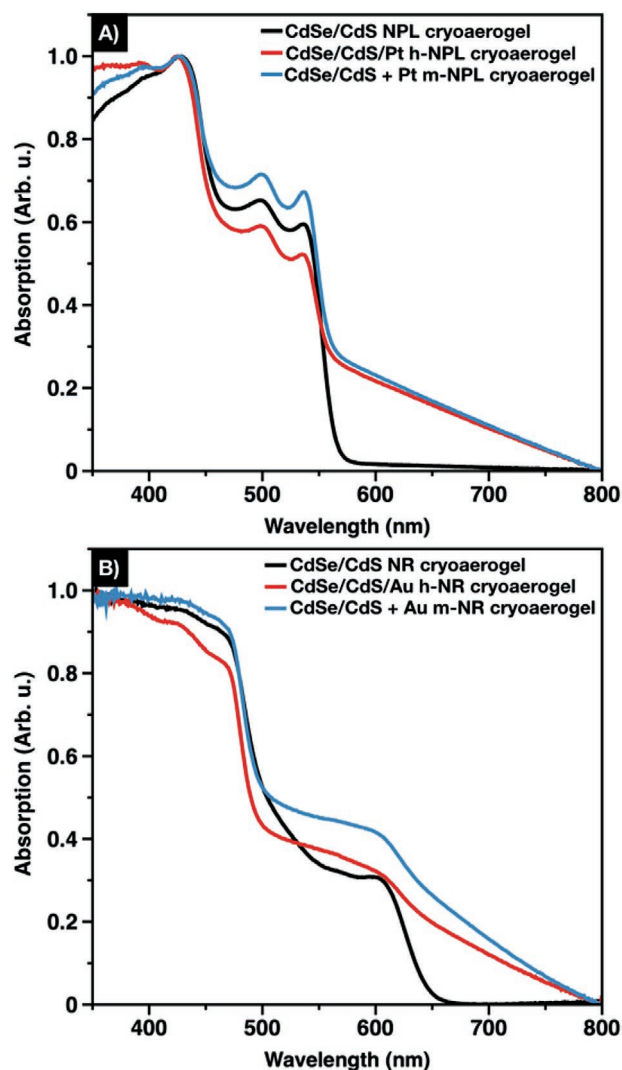 A)
CdSe/CdS NPL cryoaerogel
CdSe/CdS/Pt h-NPL cryoaerogel
CdSe/CdS + Pt m-NPL cryoaerogel
1.0
0.8
0.6
0.4
0.2
0
Absorption (Arb. u.)
400
500
600
700
800
Wavelength (nm)
B)
CdSe/CdS NR cryoaerogel
CdSe/CdS/Au h-NR cryoaerogel
CdSe/CdS + Au m-NR cryoaerogel
1.0
0.8
0.6
0.4
0.2
0
Absorption (Arb. u.)
400
500
600
700
800
Wavelength (nm)